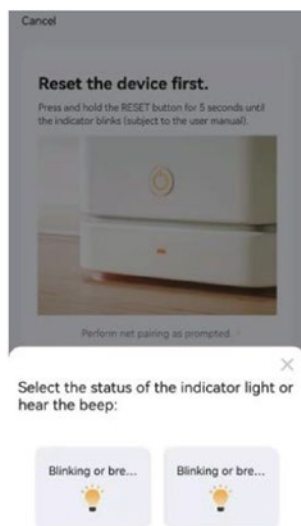 Cancel
Reset the device first.
Press and hold the RESET button for 5 seconds until
the indicator blinks (subject to the user manual).
Perform net pairing as prompted.
Select the status of the indicator light or
hear the beep:
Blinking or bre...
Blinking or bre...